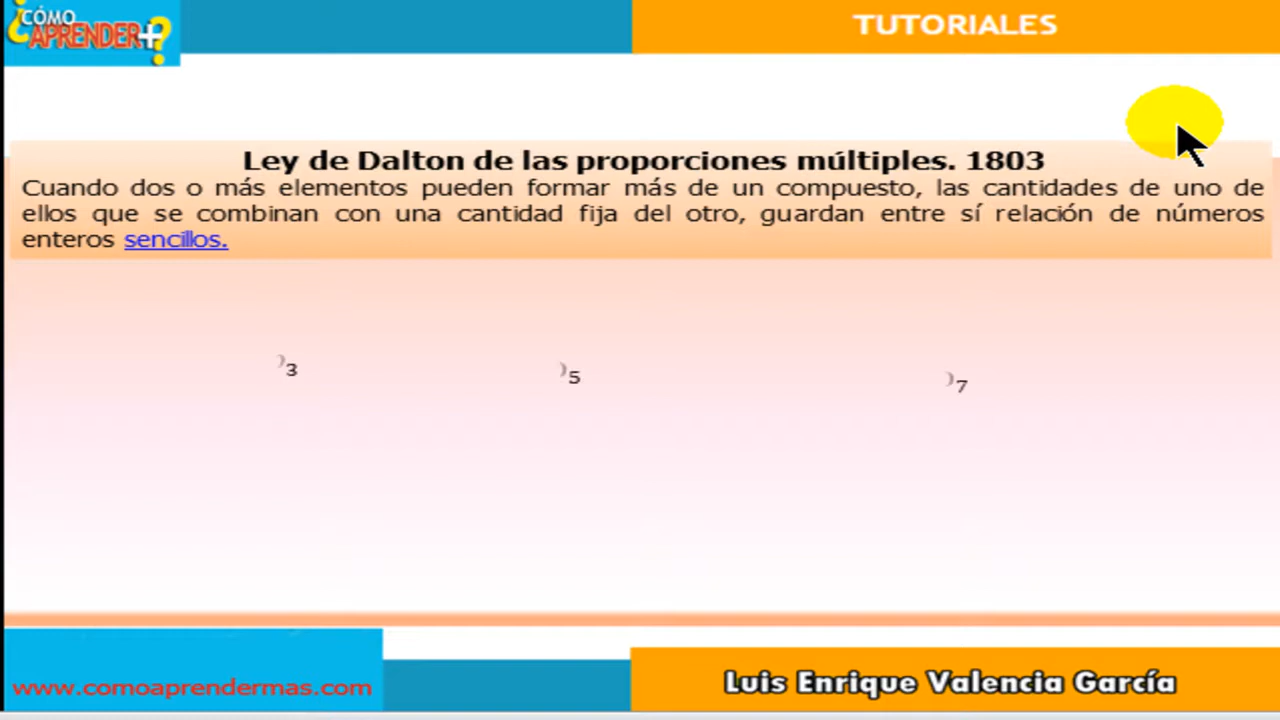 ¿CÓMO
APRENDER+?
TUTORIALES
Ley de Dalton de las proporciones múltiples. 1803
Cuando dos o más elementos pueden formar más de un compuesto, las cantidades de uno de
ellos que se combinan con una cantidad fija del otro, guardan entre sí relación de números
enteros sencillos.
3 5 7
www.comoaprendermas.com
Luis Enrique Valencia García